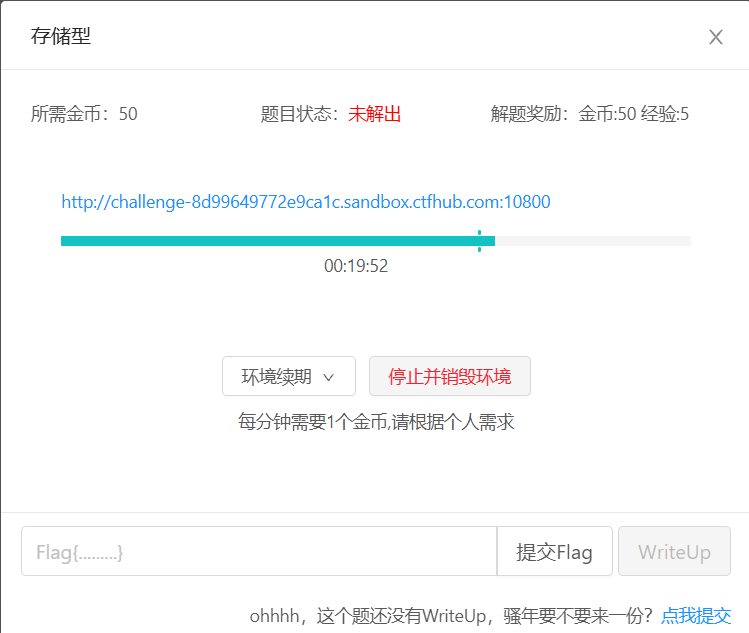 存储型
所需金币：50 题目状态：未解出 解题奖励：金币:50 经验:5
http://challenge-8d99649772e9ca1c.sandbox.ctfhub.com:10800
00:19:52
环境续期 停止并销毁环境
每分钟需要1个金币,请根据个人需求
Flag{.........} 提交Flag WriteUp
ohhhh，这个题还没有WriteUp，骚年要不要来一份？点我提交